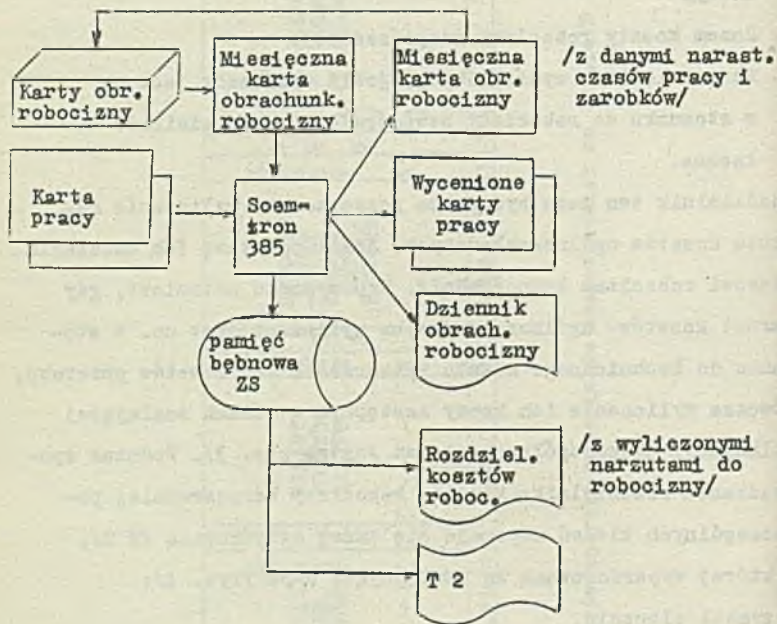 Karty obr.
robocizny
Miesięczna
karta
obrachunk.
robocizny
Miesięczna
karta obr.
robocizny
/z danymi narast.
czasów pracy i
zarobków/
Karta
pracy
Soem-
tron
385
Wycenione
karty
pracy
Dziennik
obrach.
robocizny
pamięć
bębnowa
ZS
Rozdziel.
kosztów
roboc.
/z wyliczonymi
narzutami do
robocizny/
T 2